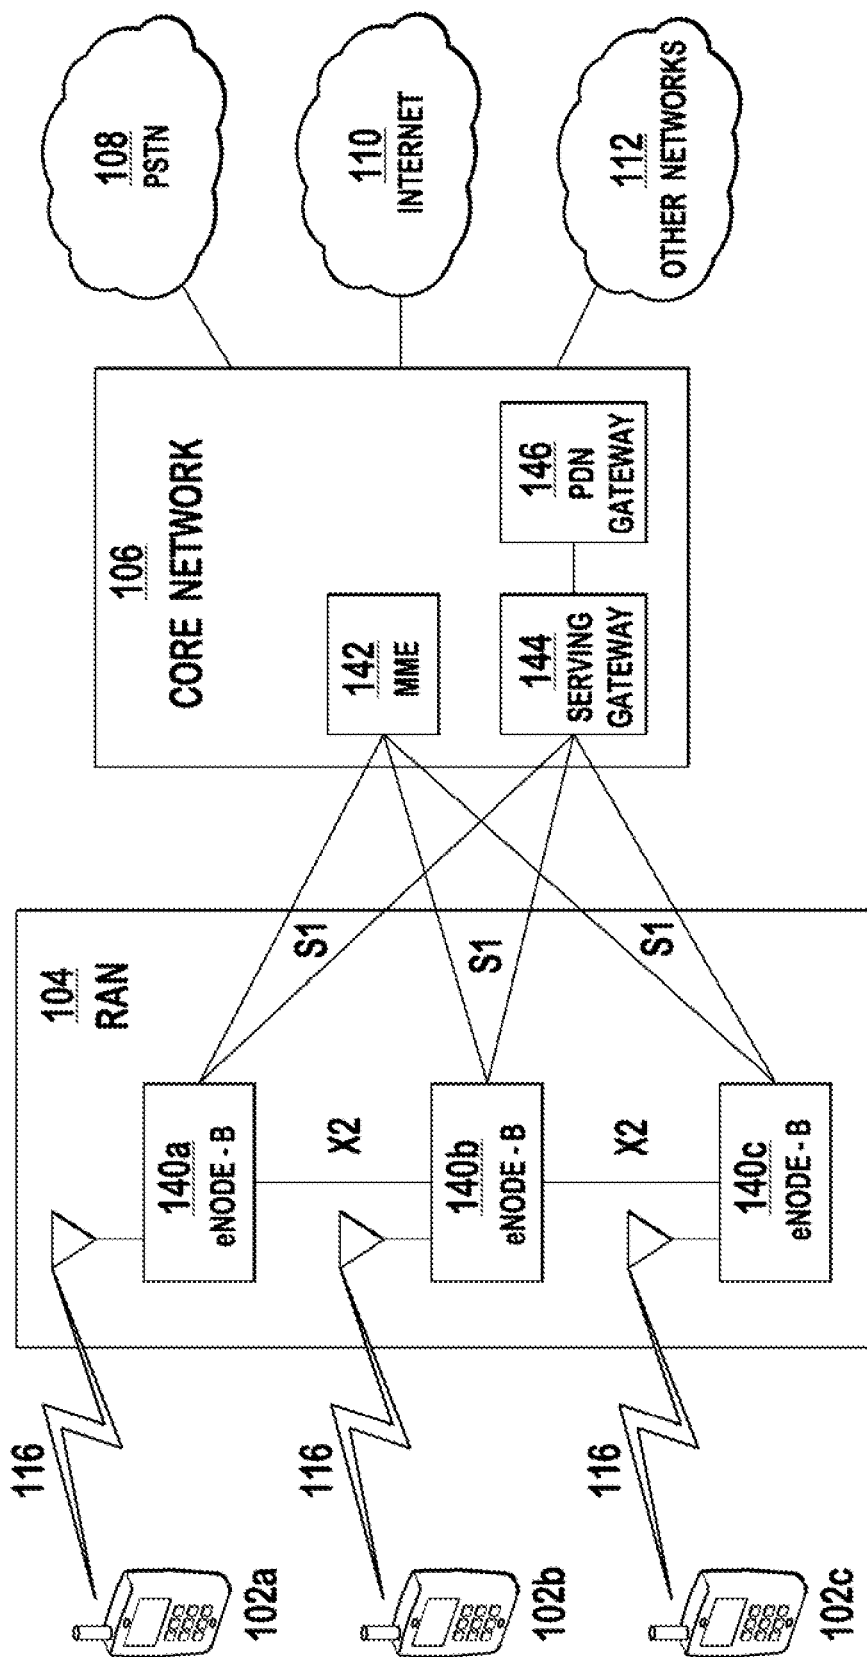 116
102a
116
102b
116
102c
104
RAN
140a
eNODE - B
X2
140b
eNODE - B
X2
140c
eNODE - B
S1
S1
S1
106
CORE NETWORK
142
MME
144
SERVING
GATEWAY
146
PDN
GATEWAY
108
PSTN
110
INTERNET
112
OTHER NETWORKS